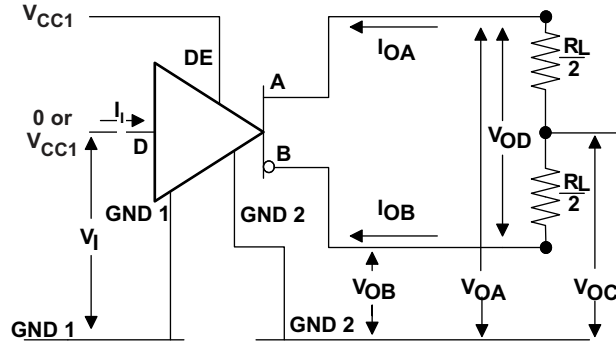 VCC1
DE
A
IOA
RL
2
0 or
VCC1
II
D
VOD
B
RL
2
GND 1
GND 2
IOB
VI
VOB
VOA
VOC
GND 1
GND 2